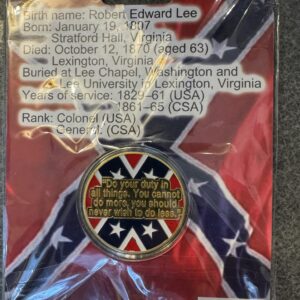 Birth name: Robert Edward Lee
Born: January 19, 1807
Stratford Hall, Virginia
Died: October 12, 1870 (aged 63)
Lexington, Virginia
Buried at Lee Chapel, Washington and
Lee University in Lexington, Virginia
Years of service: 1829–61 (USA)
1861–65 (CSA)
Rank: Colonel (USA)
General: (CSA)
"Do your duty in
all things. You cannot
do more, you should
never wish to do less."